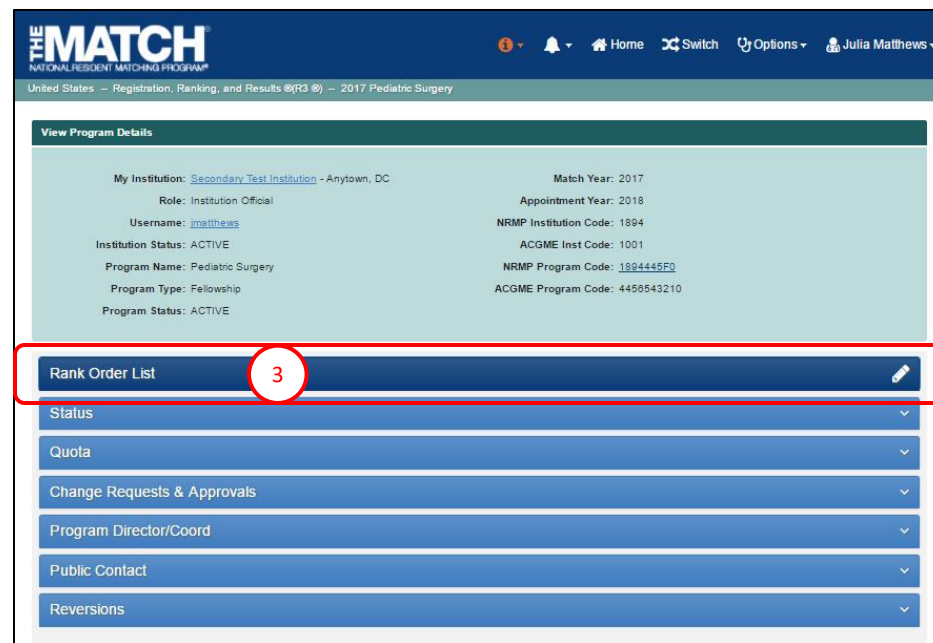 THE MATCH
NATIONAL RESIDENT MATCHING PROGRAM®
Home Switch Options Julia Matthews
United States – Registration, Ranking, and Results ®(R3 ®) – 2017 Pediatric Surgery
View Program Details
My Institution: Secondary Test Institution - Anytown, DC
Role: Institution Official
Username: jmatthews
Institution Status: ACTIVE
Program Name: Pediatric Surgery
Program Type: Fellowship
Program Status: ACTIVE
Match Year: 2017
Appointment Year: 2018
NRMP Institution Code: 1894
ACGME Inst Code: 1001
NRMP Program Code: 1894445F0
ACGME Program Code: 4456543210
Rank Order List 3
Status
Quota
Change Requests & Approvals
Program Director/Coord
Public Contact
Reversions